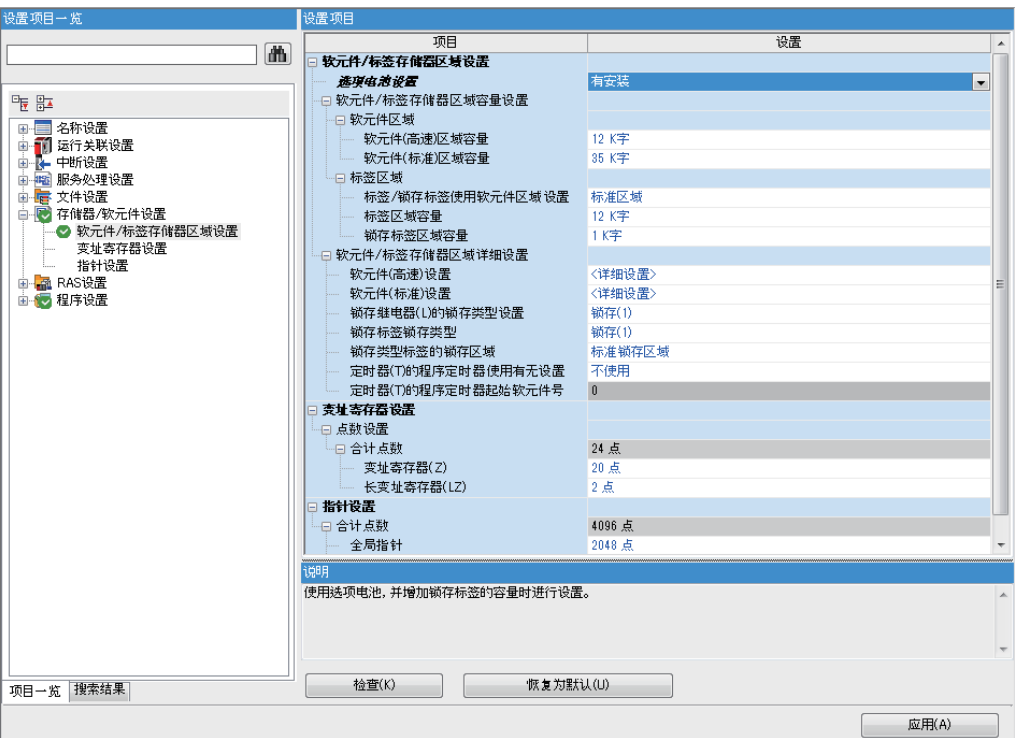 设置项目一览
名称设置
运行关联设置
中断设置
服务处理设置
文件设置
存储器/软元件设置
软元件/标签存储器区域设置
变址寄存器设置
指针设置
RAS设置
程序设置
项目一览 搜索结果
设置项目
项目 设置
软元件/标签存储器区域设置
选项电池设置 有安装
软元件/标签存储器区域容量设置
软元件区域
软元件(高速)区域容量 12 K字
软元件(标准)区域容量 35 K字
标签区域
标签/锁存标签使用软元件区域设置 标准区域
标签区域容量 12 K字
锁存标签区域容量 1 K字
软元件/标签存储器区域详细设置
软元件(高速)设置 <详细设置>
软元件(标准)设置 <详细设置>
锁存继电器(L)的锁存类型设置 锁存(1)
锁存标签锁存类型 锁存(1)
锁存类型标签的锁存区域 标准锁存区域
定时器(T)的程序定时器使用有无设置 不使用
定时器(T)的程序定时器起始软元件号 0
变址寄存器设置
点数设置
合计点数 24 点
变址寄存器(Z) 20 点
长变址寄存器(LZ) 2 点
指针设置
合计点数 4096 点
全局指针 2048 点
说明
使用选项电池,并增加锁存标签的容量时进行设置。
检查(K) 恢复为默认(U)
应用(A)